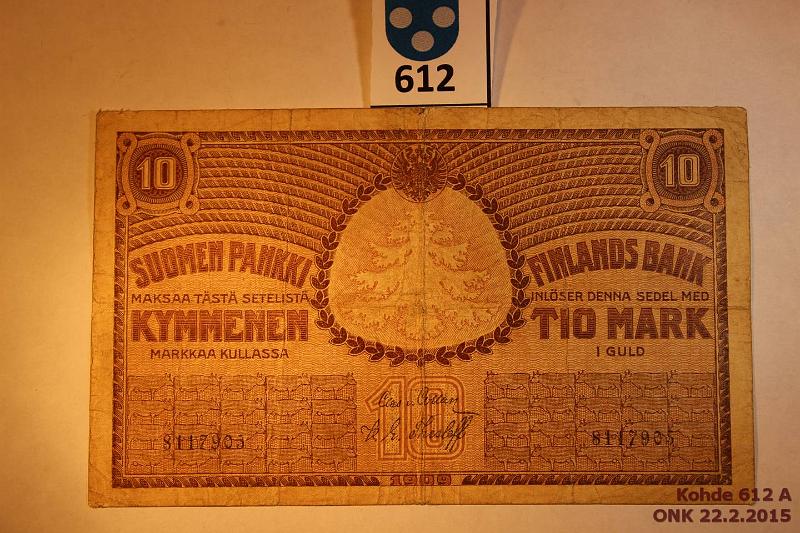 612
10
10
SUOMEN PANKKI
MAKSAA TÄSTÄ SETELISTÄ
KYMMENEN
MARKKAA KULLASSA
FINLANDS BANK
INLÖSER DENNA SEDEL MED
TIO MARK
I GULD
10
8117905
8117905
1909
Kohde 612 A
ONK 22.2.2015